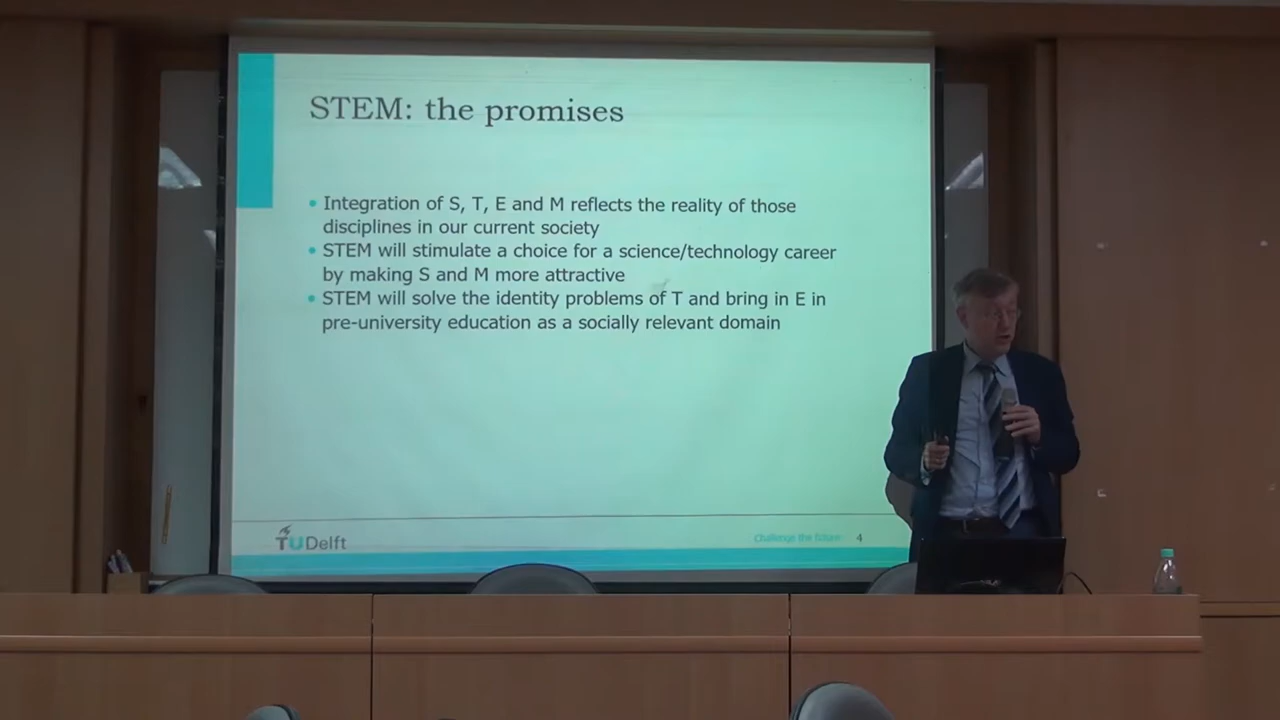 STEM: the promises
• Integration of S, T, E and M reflects the reality of those
disciplines in our current society
• STEM will stimulate a choice for a science/technology career
by making S and M more attractive
• STEM will solve the identity problems of T and bring in E in
pre-university education as a socially relevant domain
TU Delft
Challenge the future
4